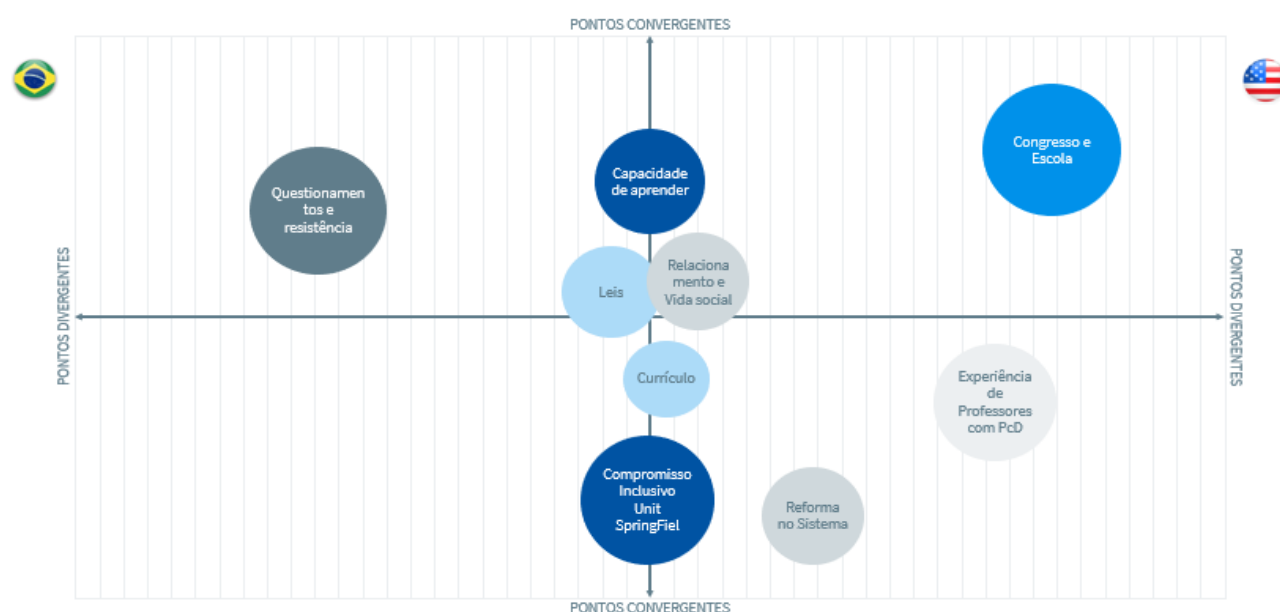 PONTOS CONVERGENTES
Congresso e
Escola
Capacidade
de aprender
Questionamen
tos e
resistência
Relaciona
mento e
Vida social
Leis
PONTOS DIVERGENTES
PONTOS DIVERGENTES
Currículo
Experiência
de
Professores
com PcD
Compromisso
Inclusivo
Unit
SpringFiel
Reforma
no Sistema
PONTOS CONVERGENTES